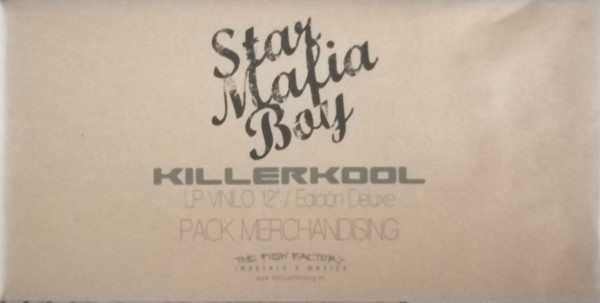 Star
Mafia
Boy
KILLERKOOL
LP VINILO 12" / Edición Deluxe
PACK MERCHANDISING
THE FISH FACTORY